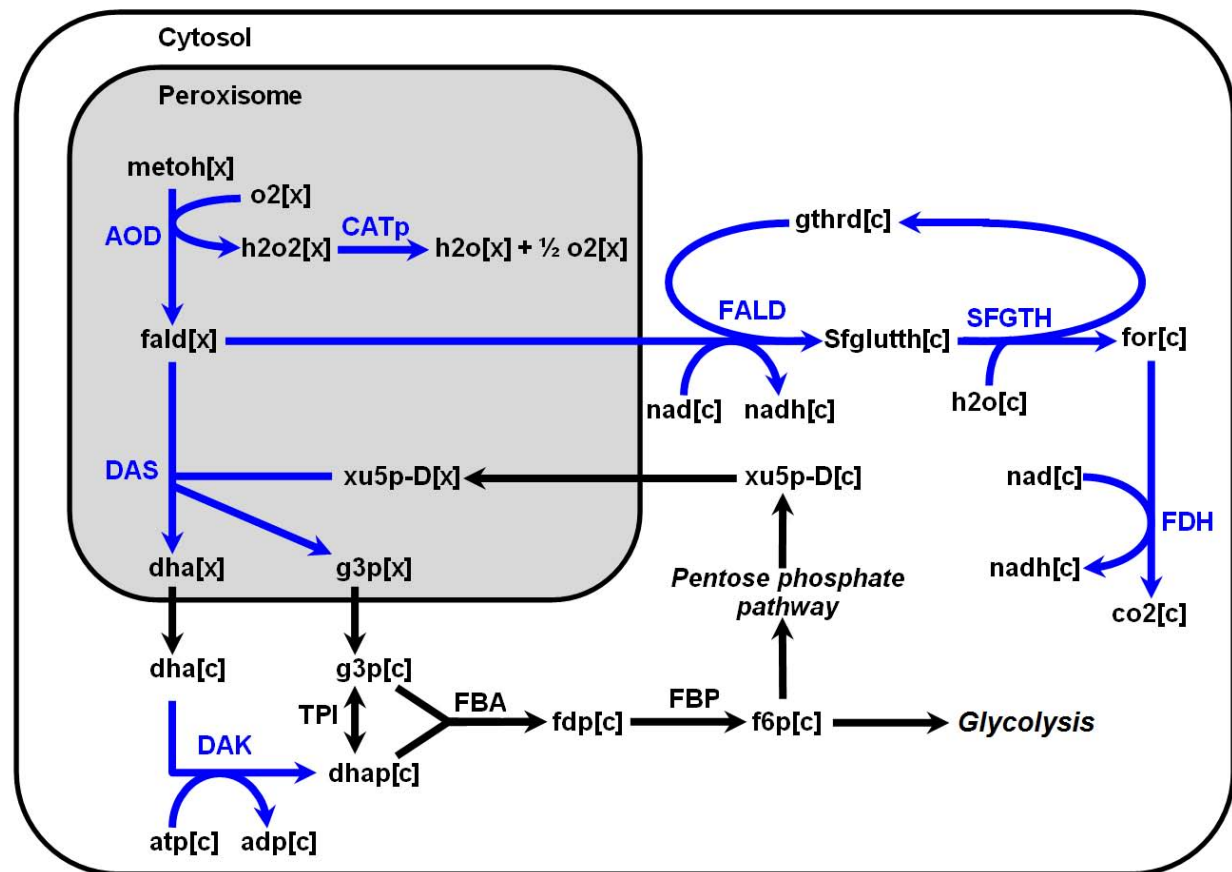 Cytosol
Peroxisome
metoh[x]
o2[x]
AOD
CATp
h2o2[x]
h2o[x] + ½ o2[x]
gthrd[c]
fald[x]
FALD
Sfglutth[c]
SFGTH
for[c]
nad[c]
nadh[c]
h2o[c]
DAS
xu5p-D[x]
xu5p-D[c]
nad[c]
FDH
nadh[c]
dha[x]
g3p[x]
Pentose phosphate
pathway
co2[c]
dha[c]
g3p[c]
TPI
FBA
fdp[c]
FBP
f6p[c]
Glycolysis
DAK
dhap[c]
atp[c]
adp[c]